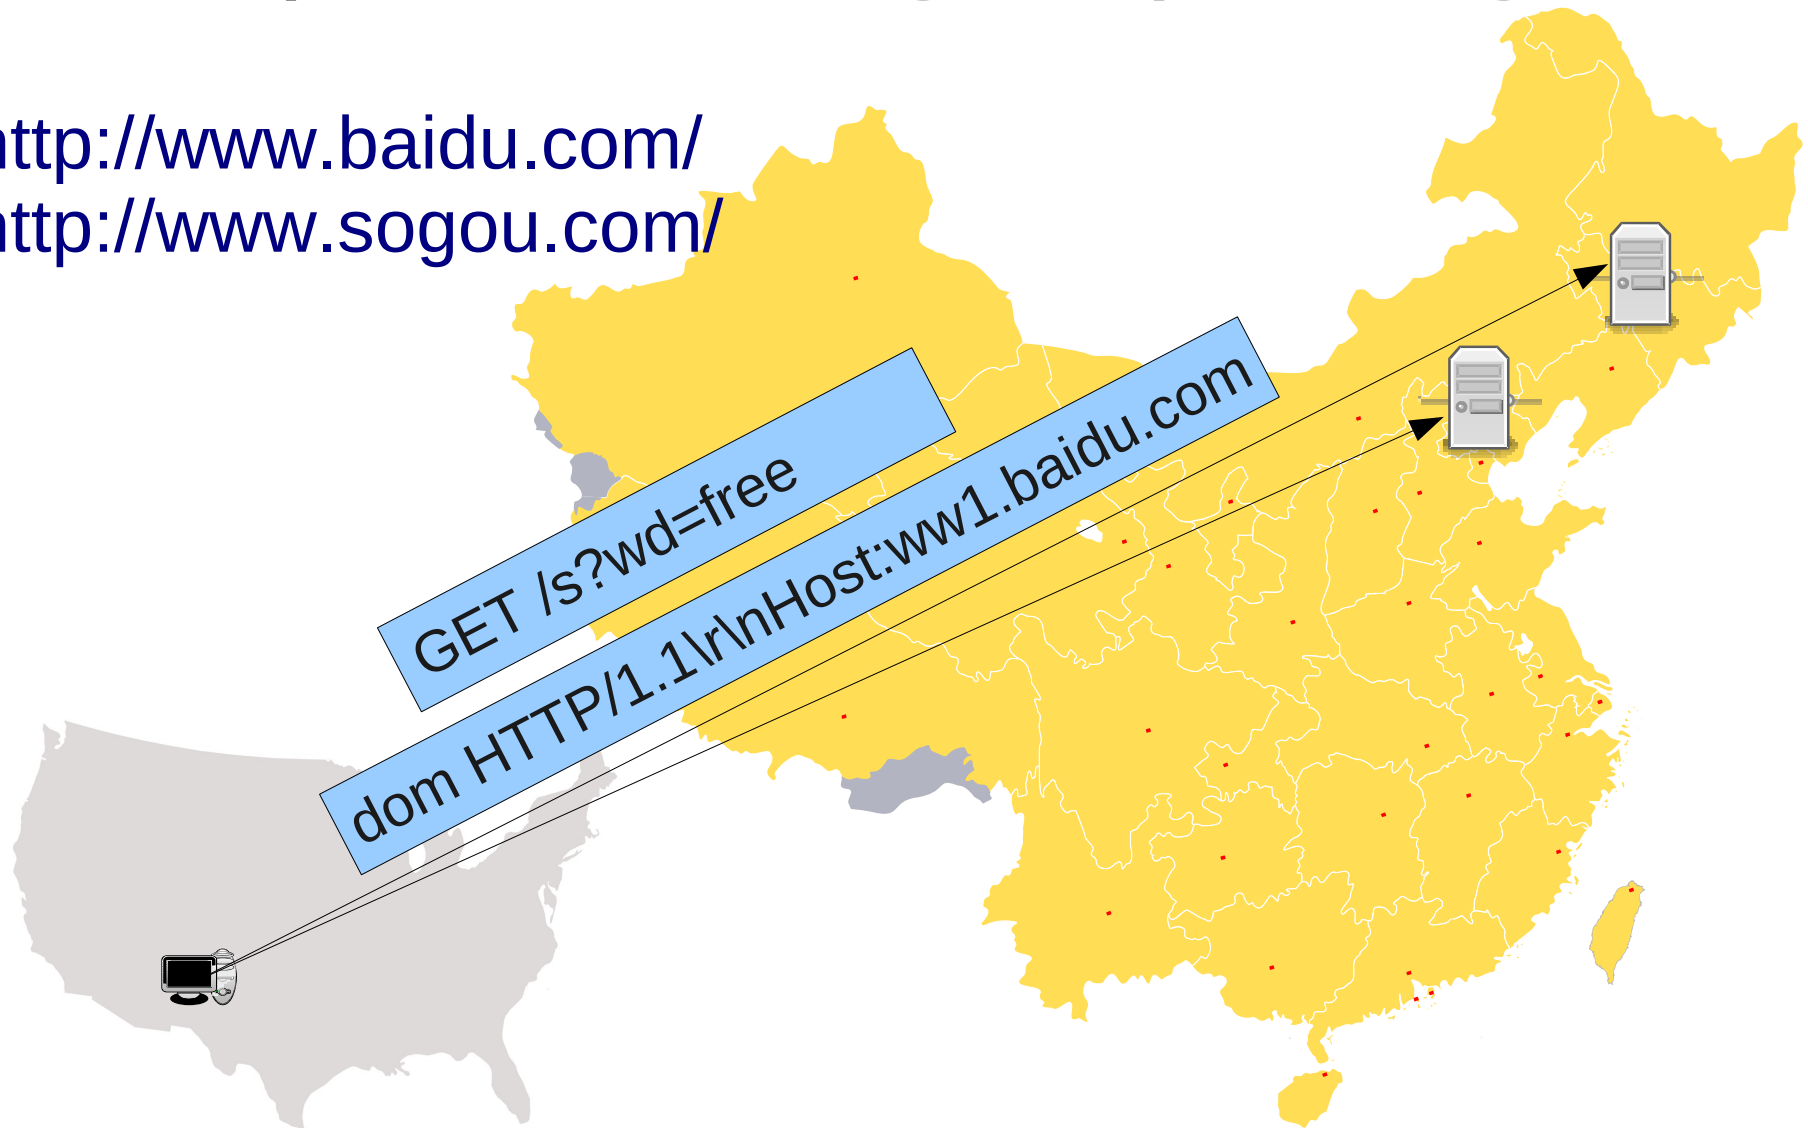 ttp://www.baidu.com/
ttp://www.sogou.com/
GET /s?wd=free
dom HTTP/1.1\r\nHost:ww1.baidu.com